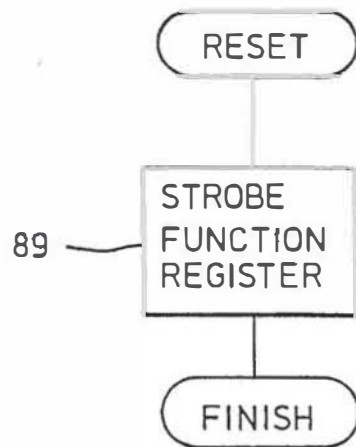 RESET
89
STROBE
FUNCTION
REGISTER
FINISH